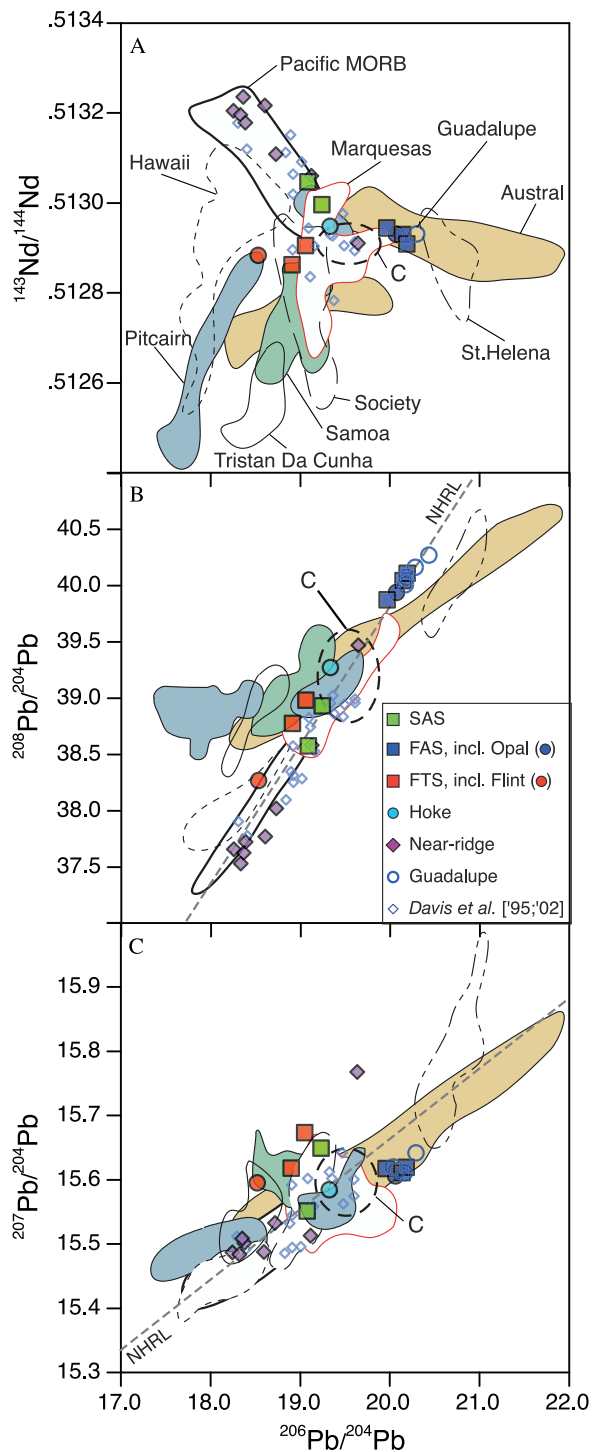 .5134
A
Pacific MORB
.5132
Hawaii
Marquesas
Guadalupe
Austral
.5130
¹⁴³Nd/¹⁴⁴Nd
C
.5128
Pitcairn
St.Helena
.5126
Society
Samoa
Tristan Da Cunha
B
NHRL
40.5
40.0
C
39.5
39.0
²⁰⁸Pb/²⁰⁴Pb
SAS
38.5
FAS, incl. Opal ( )
FTS, incl. Flint ( )
38.0
Hoke
Near-ridge
37.5
Guadalupe
Davis et al. ['95;'02]
C
15.9
15.8
15.7
²⁰⁷Pb/²⁰⁴Pb
15.6
C
15.5
15.4
NHRL
15.3
17.0 18.0 19.0 20.0 21.0 22.0
²⁰⁶Pb/²⁰⁴Pb